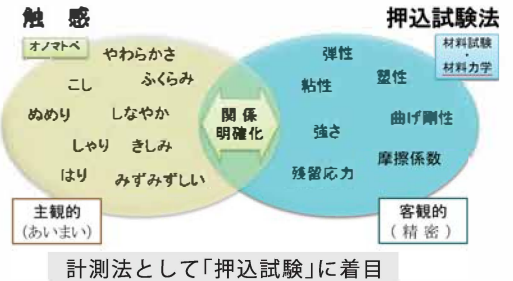 触感
押込試験法
オノマトペ
材料試験
・
材料力学
やわらかさ
こし
ふくらみ
ぬめり
しなやか
しゃり
きしみ
はり
みずみずしい
関係
明確化
弾性
粘性
塑性
曲げ剛性
強さ
摩擦係数
残留応力
主観的
(あいまい)
客観的
(精密)
計測法として「押込試験」に着目